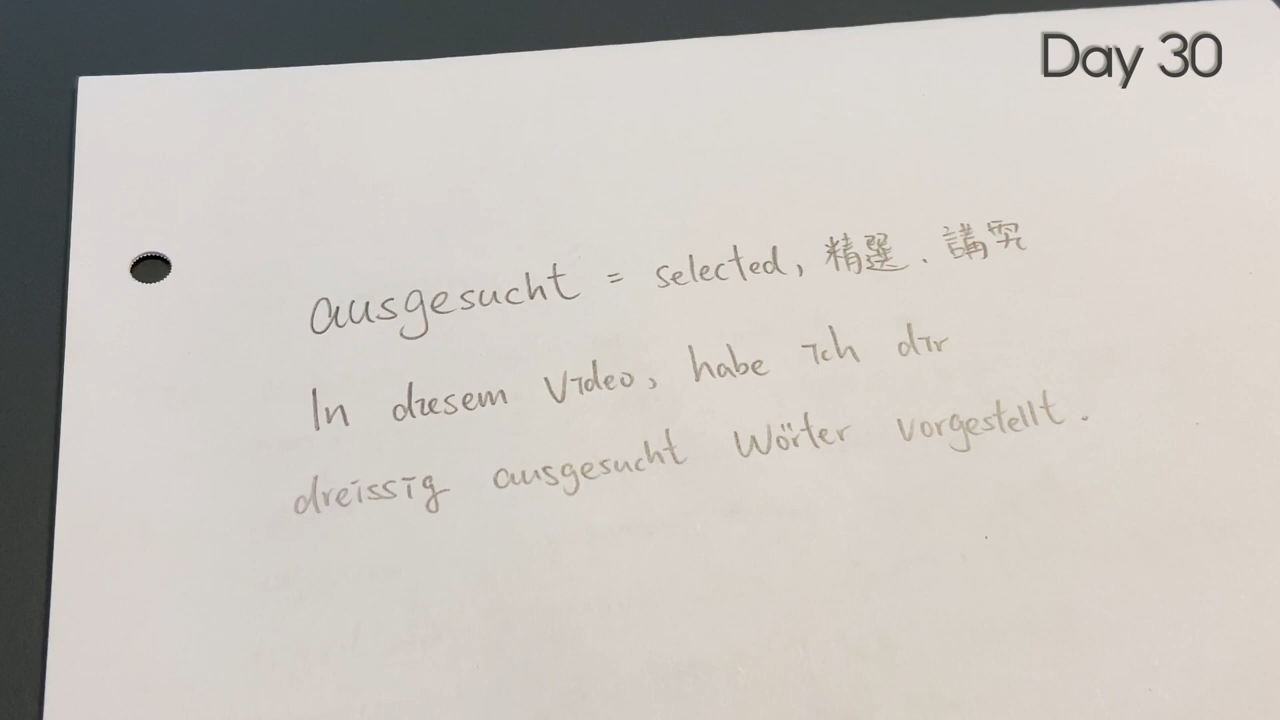 Day 30
ausgesucht = selected, 精選、講究
In diesem Video, habe ich dir
dreissig ausgesucht Wörter vorgestellt.